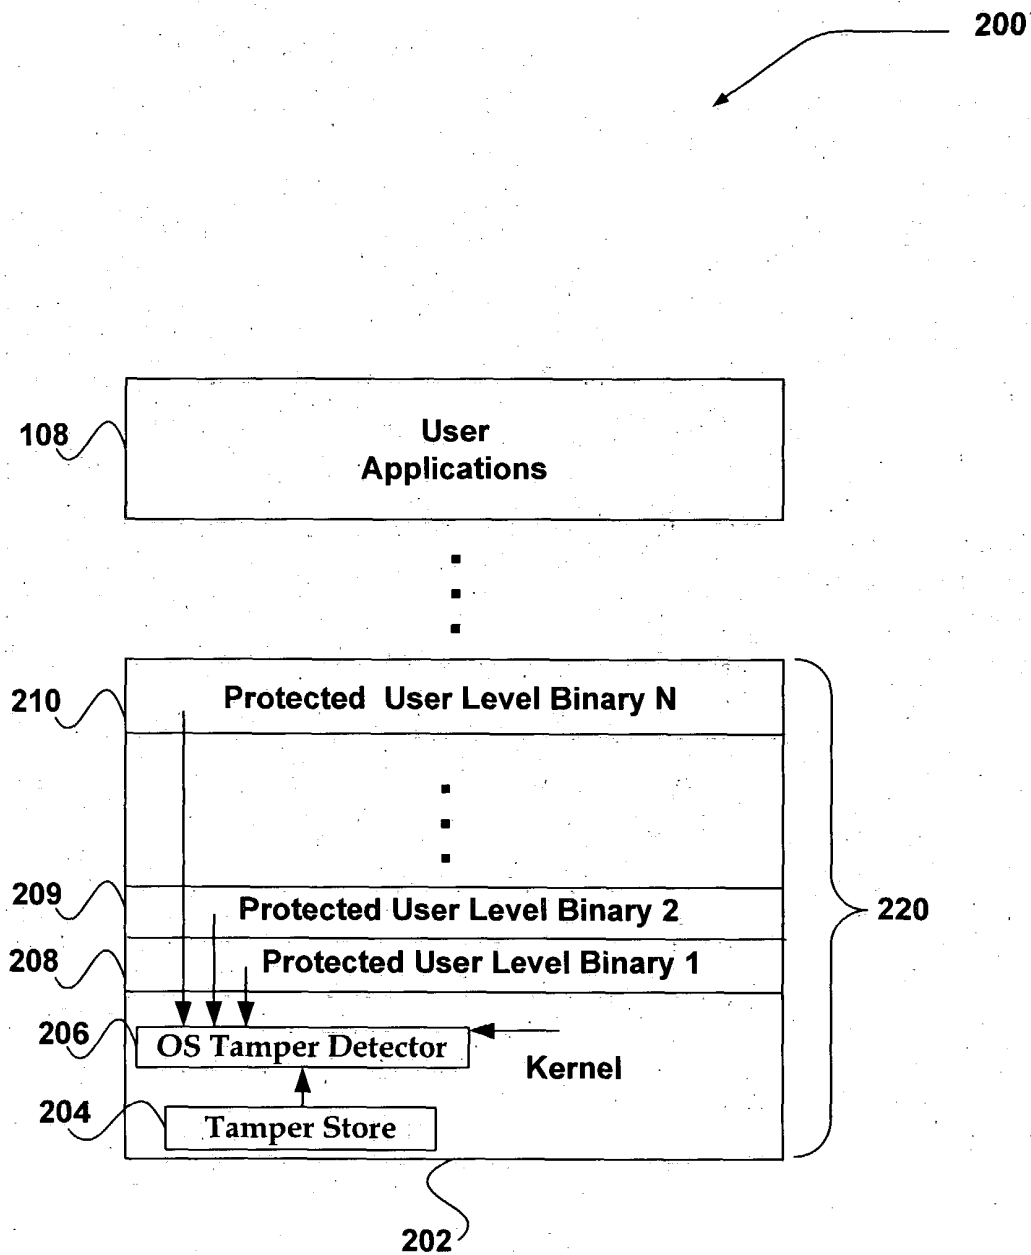 200
108
User
Applications
210
Protected User Level Binary N
209
Protected User Level Binary 2
220
208
Protected User Level Binary 1
206
OS Tamper Detector
Kernel
204
Tamper Store
202